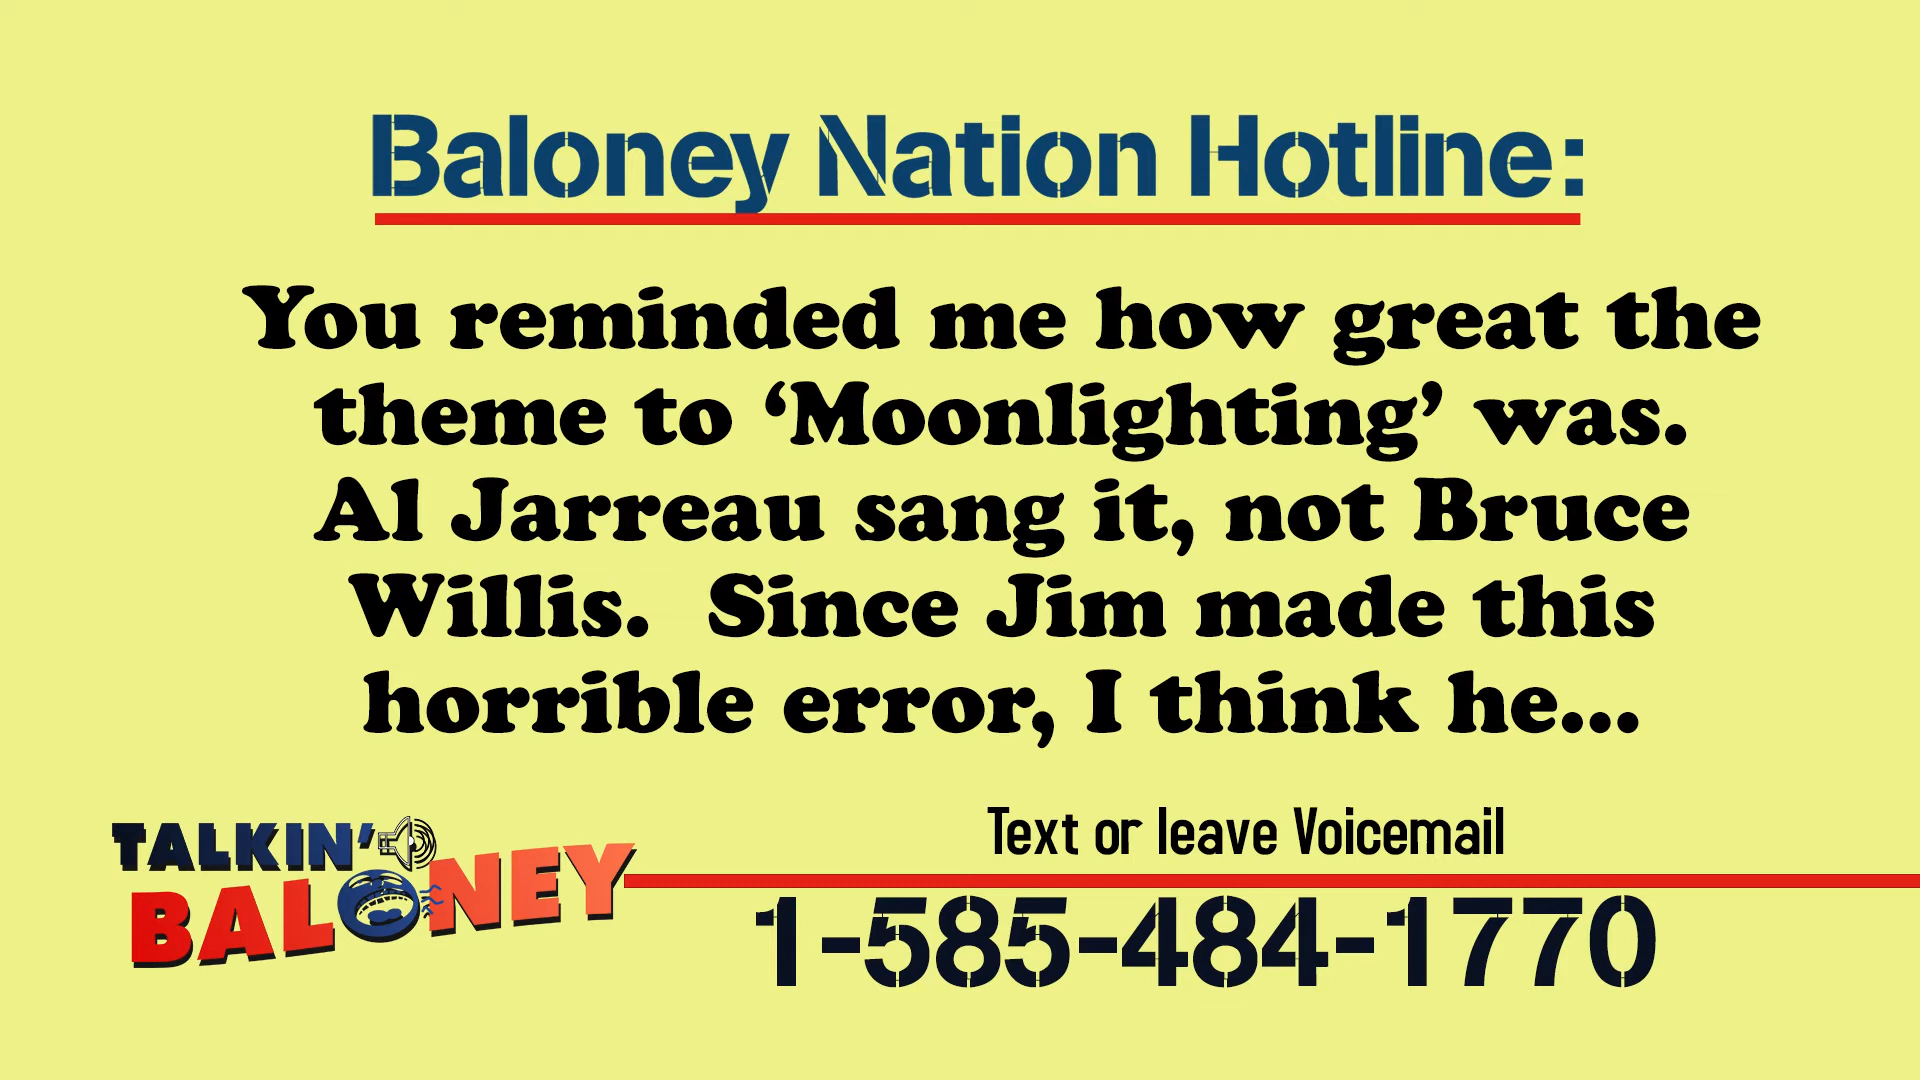 Baloney Nation Hotline:
You reminded me how great the
theme to ‘Moonlighting’ was.
Al Jarreau sang it, not Bruce
Willis.  Since Jim made this
horrible error, I think he...
TALKIN’
BALONEY
Text or leave Voicemail
1-585-484-1770